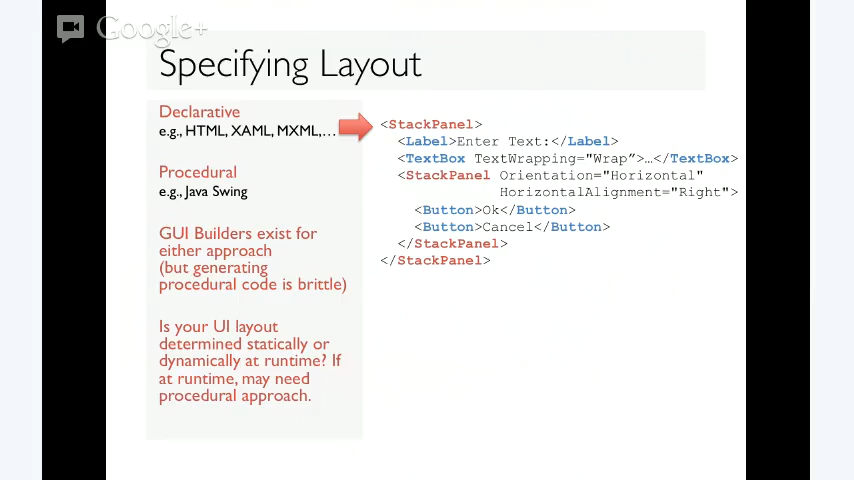 Google+
Specifying Layout
Declarative
e.g., HTML, XAML, MXML,…
Procedural
e.g., Java Swing
GUI Builders exist for
either approach
(but generating
procedural code is brittle)
Is your UI layout
determined statically or
dynamically at runtime? If
at runtime, may need
procedural approach.
<StackPanel>
<Label>Enter Text:</Label>
<TextBox TextWrapping="Wrap”>…</TextBox>
<StackPanel Orientation="Horizontal"
HorizontalAlignment="Right">
<Button>Ok</Button>
<Button>Cancel</Button>
</StackPanel>
</StackPanel>